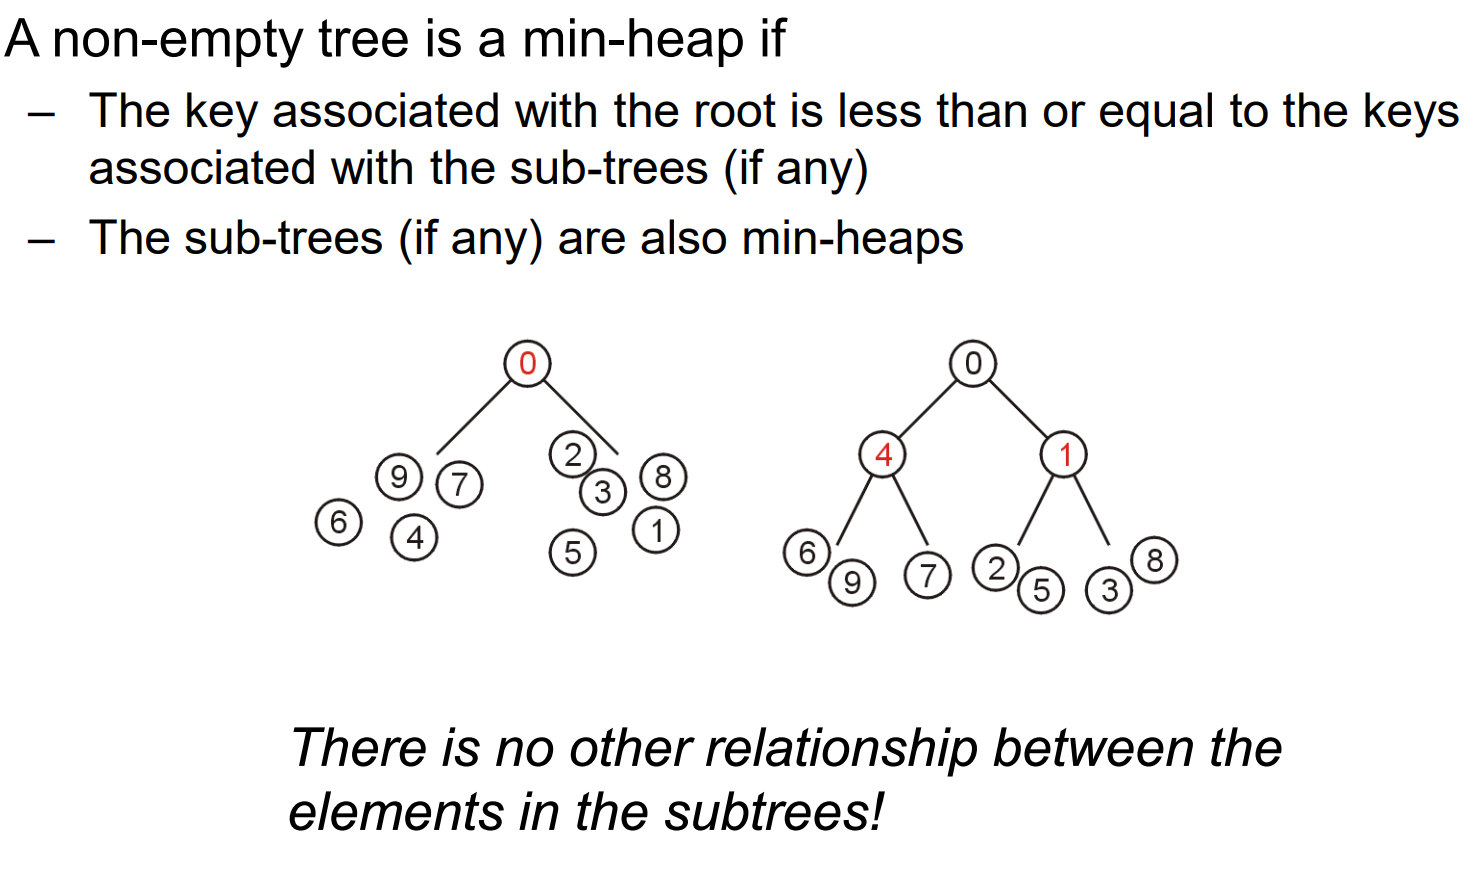 A non-empty tree is a min-heap if
– The key associated with the root is less than or equal to the keys
associated with the sub-trees (if any)
– The sub-trees (if any) are also min-heaps
0
9 7 2 3 8
6 4 5 1
0
4 1
6 9 7 2 5 3 8
There is no other relationship between the
elements in the subtrees!